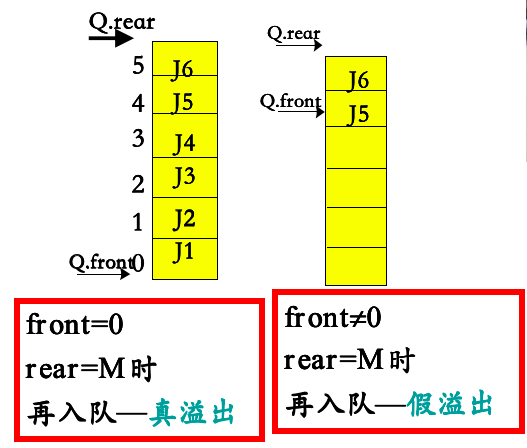 Q.rear
5 J6
4 J5
3 J4
2 J3
1 J2
Q.front 0 J1
front=0
rear=M时
再入队—真溢出
Q.rear
J6
Q.front J5
front≠0
rear=M时
再入队—假溢出